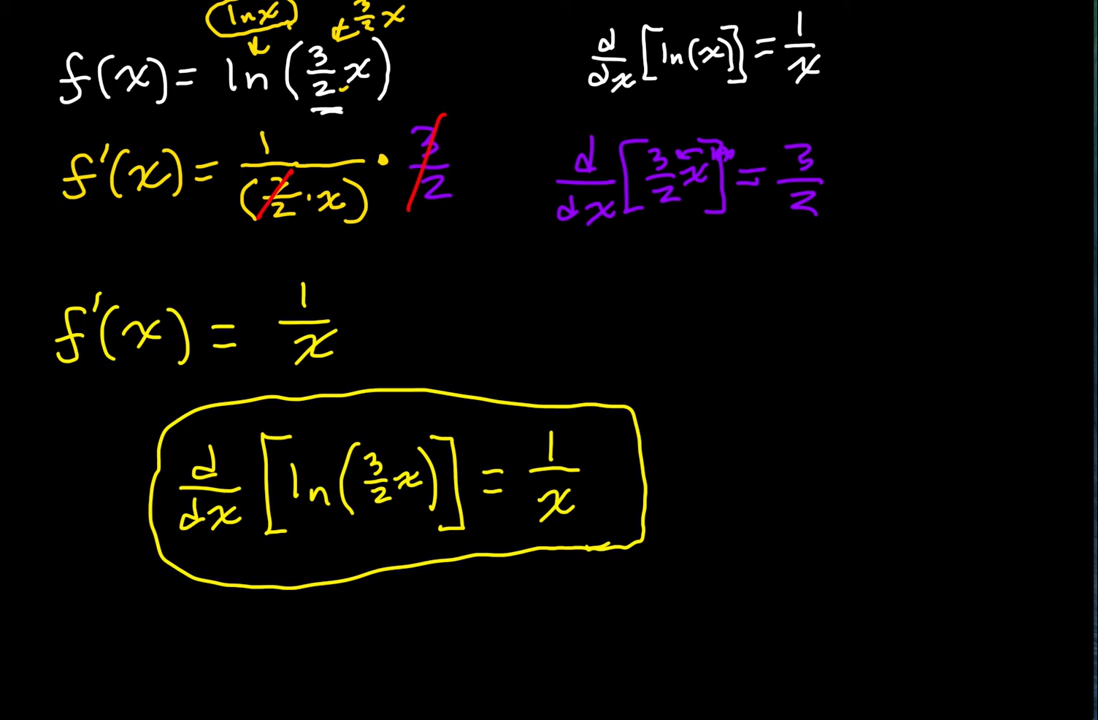 lnx 3/2 x
f(x) = ln(3/2 x) d/dx[ln(x)] = 1/x
f'(x) = 1/(3/2 · x) · 3/2 d/dx[3/2 x] = 3/2
f'(x) = 1/x
d/dx[ln(3/2 x)] = 1/x